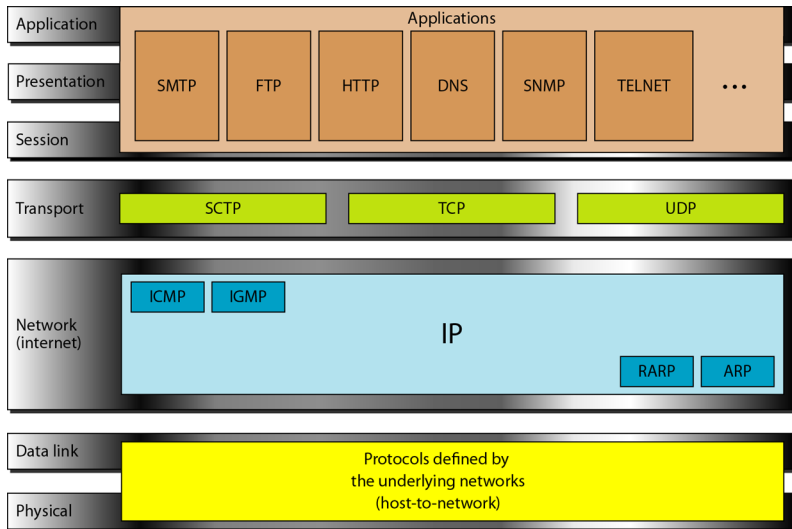 Application
Applications
Presentation
SMTP FTP HTTP DNS SNMP TELNET ...
Session
Transport
SCTP TCP UDP
Network
(internet)
ICMP IGMP
IP
RARP ARP
Data link
Physical
Protocols defined by
the underlying networks
(host-to-network)